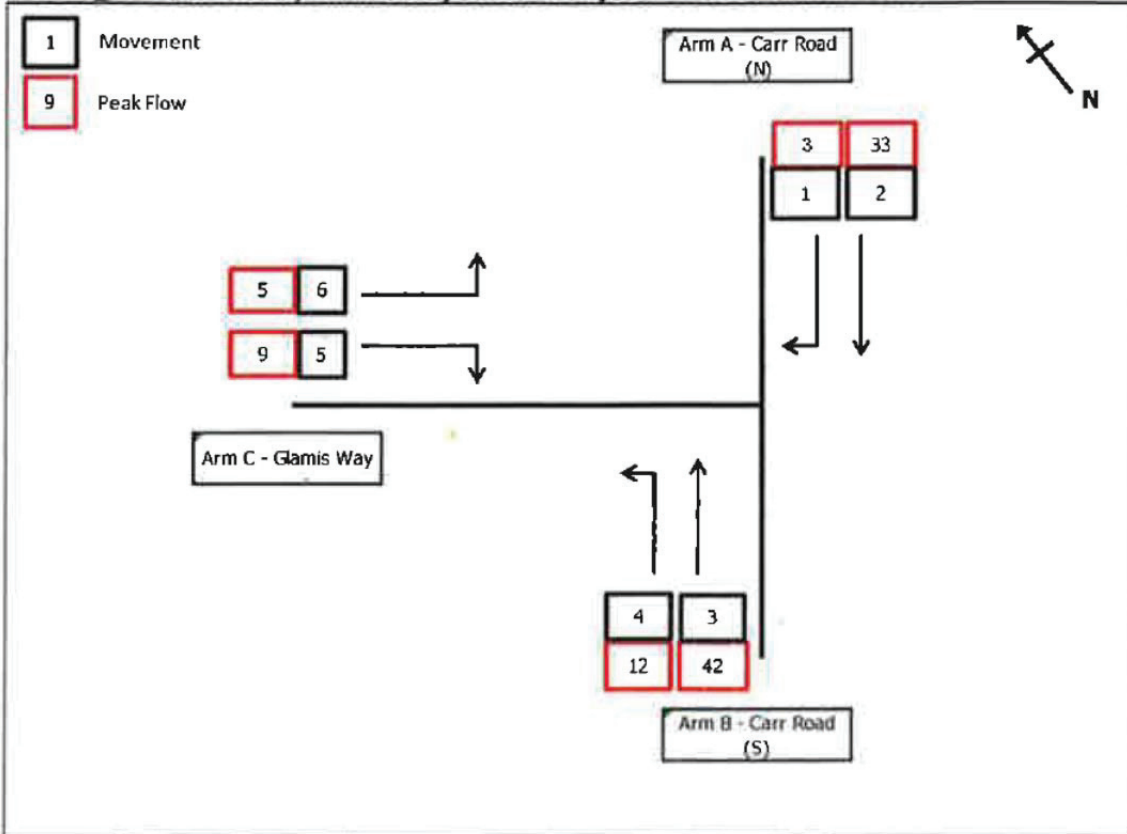 1 Movement
9 Peak Flow
Arm A - Carr Road
(N)
N
3 33
1 2
5 6
9 5
Arm C - Glamis Way
4 3
12 42
Arm B - Carr Road
(S)